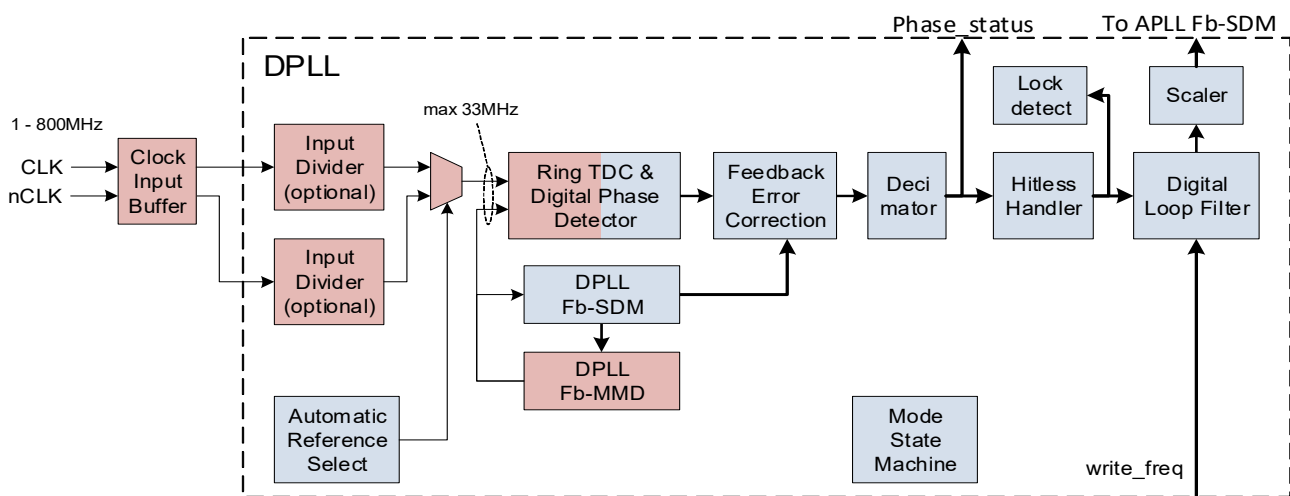 Phase_status
To APLL Fb-SDM
DPLL
1 - 800MHz
CLK
nCLK
Clock
Input
Buffer
Input
Divider
(optional)
Input
Divider
(optional)
max 33MHz
Ring TDC &
Digital Phase
Detector
Feedback
Error
Correction
Deci
mator
Lock
detect
Hitless
Handler
Scaler
Digital
Loop Filter
DPLL
Fb-SDM
DPLL
Fb-MMD
Automatic
Reference
Select
Mode
State
Machine
write_freq